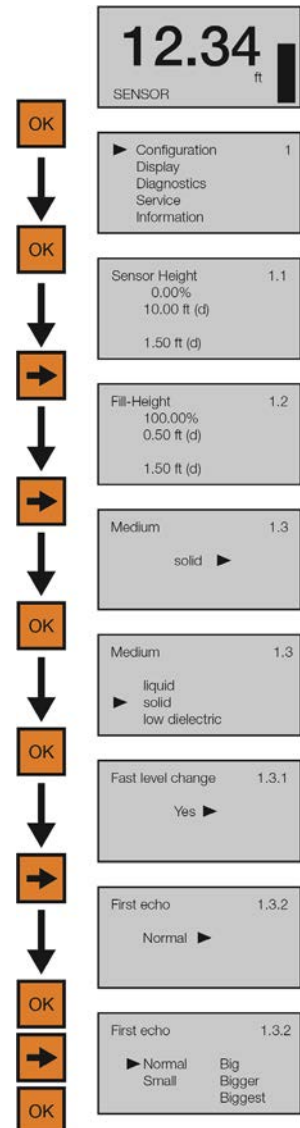 12.34
ft
SENSOR
OK
► Configuration 1
Display
Diagnostics
Service
Information
OK
Sensor Height 1.1
0.00%
10.00 ft (d)
1.50 ft (d)
Fill-Height 1.2
100.00%
0.50 ft (d)
1.50 ft (d)
Medium 1.3
solid ►
OK
Medium 1.3
liquid
► solid
low dielectric
OK
Fast level change 1.3.1
Yes ►
First echo 1.3.2
Normal ►
OK
First echo 1.3.2
► Normal Big
Small Bigger
Biggest
OK